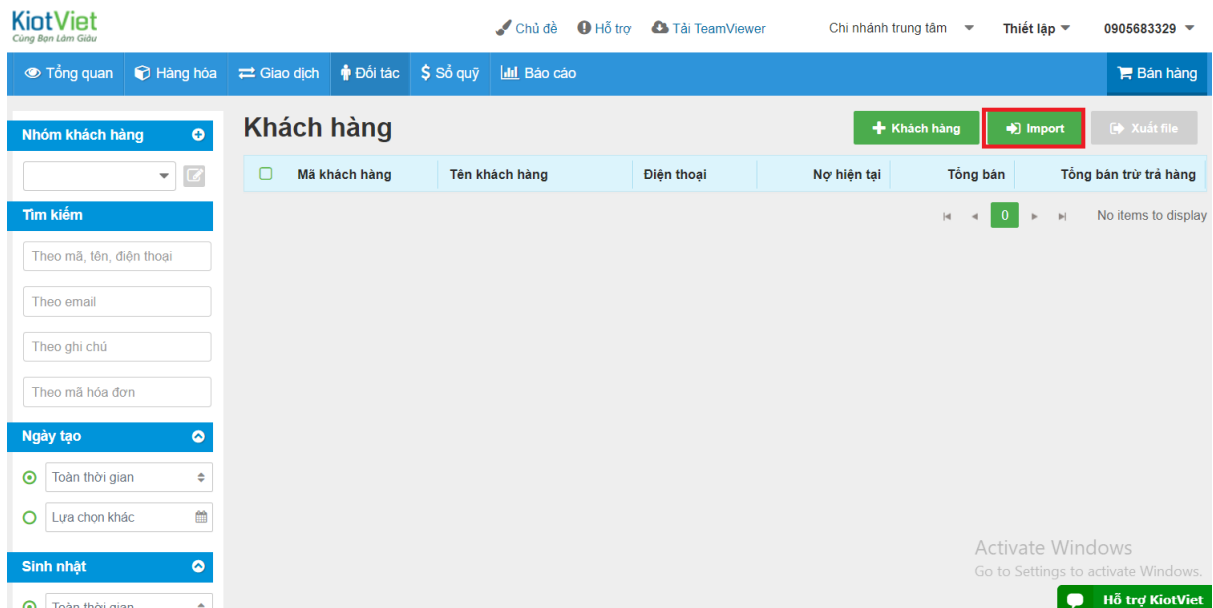 KiotViet
Cùng Bạn Làm Giàu
Chủ đề Hỗ trợ Tải TeamViewer Chi nhánh trung tâm Thiết lập 0905683329
Tổng quan Hàng hóa Giao dịch Đối tác $ Sổ quỹ Báo cáo Bán hàng
Nhóm khách hàng
Khách hàng
Khách hàng Import Xuất file
Mã khách hàng Tên khách hàng Điện thoại Nợ hiện tại Tổng bán Tổng bán trừ trả hàng
0 No items to display
Tìm kiếm
Theo mã, tên, điện thoại
Theo email
Theo ghi chú
Theo mã hóa đơn
Ngày tạo
Toàn thời gian
Lựa chọn khác
Sinh nhật
Toàn thời gian
Activate Windows
Go to Settings to activate Windows.
Hỗ trợ KiotViet